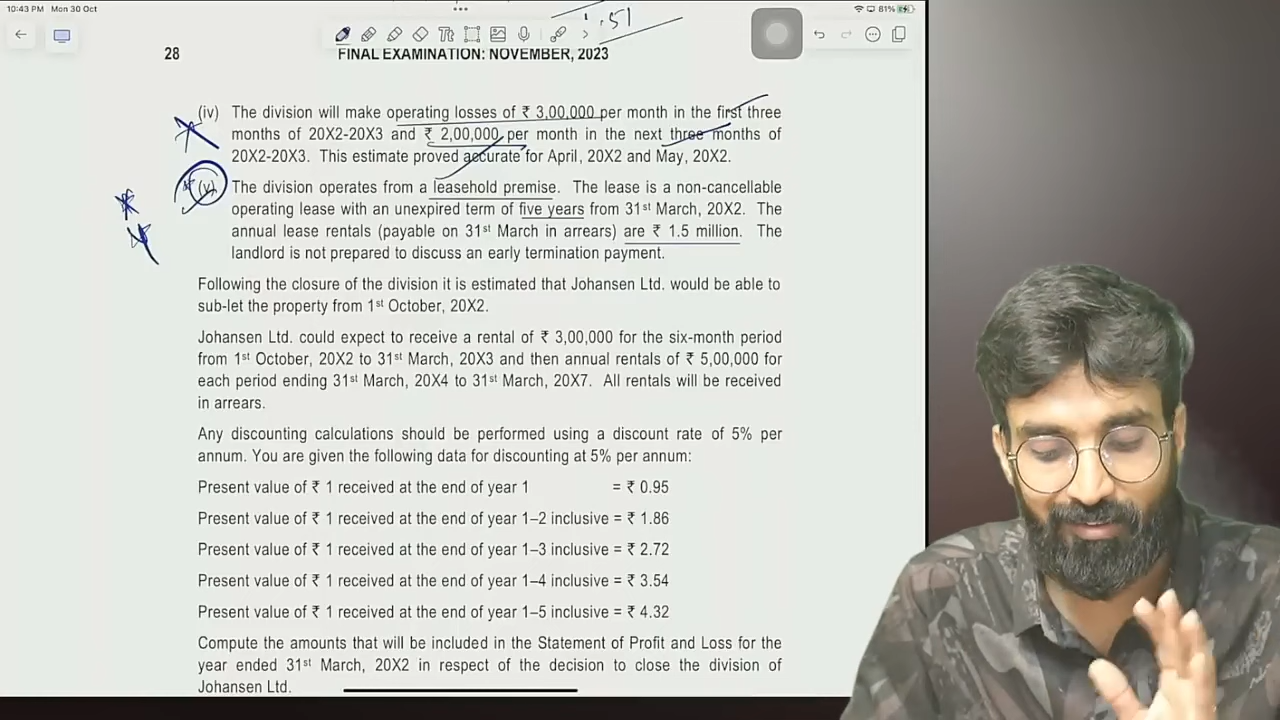 10:43 PM Mon 30 Oct
81%
.51
28 FINAL EXAMINATION: NOVEMBER, 2023
(iv) The division will make operating losses of ₹ 3,00,000 per month in the first three
months of 20X2-20X3 and ₹ 2,00,000 per month in the next three months of
20X2-20X3. This estimate proved accurate for April, 20X2 and May, 20X2.
(v) The division operates from a leasehold premise. The lease is a non-cancellable
operating lease with an unexpired term of five years from 31st March, 20X2. The
annual lease rentals (payable on 31st March in arrears) are ₹ 1.5 million. The
landlord is not prepared to discuss an early termination payment.
Following the closure of the division it is estimated that Johansen Ltd. would be able to
sub-let the property from 1st October, 20X2.
Johansen Ltd. could expect to receive a rental of ₹ 3,00,000 for the six-month period
from 1st October, 20X2 to 31st March, 20X3 and then annual rentals of ₹ 5,00,000 for
each period ending 31st March, 20X4 to 31st March, 20X7. All rentals will be received
in arrears.
Any discounting calculations should be performed using a discount rate of 5% per
annum. You are given the following data for discounting at 5% per annum:
Present value of ₹ 1 received at the end of year 1 = ₹ 0.95
Present value of ₹ 1 received at the end of year 1–2 inclusive = ₹ 1.86
Present value of ₹ 1 received at the end of year 1–3 inclusive = ₹ 2.72
Present value of ₹ 1 received at the end of year 1–4 inclusive = ₹ 3.54
Present value of ₹ 1 received at the end of year 1–5 inclusive = ₹ 4.32
Compute the amounts that will be included in the Statement of Profit and Loss for the
year ended 31st March, 20X2 in respect of the decision to close the division of
Johansen Ltd.